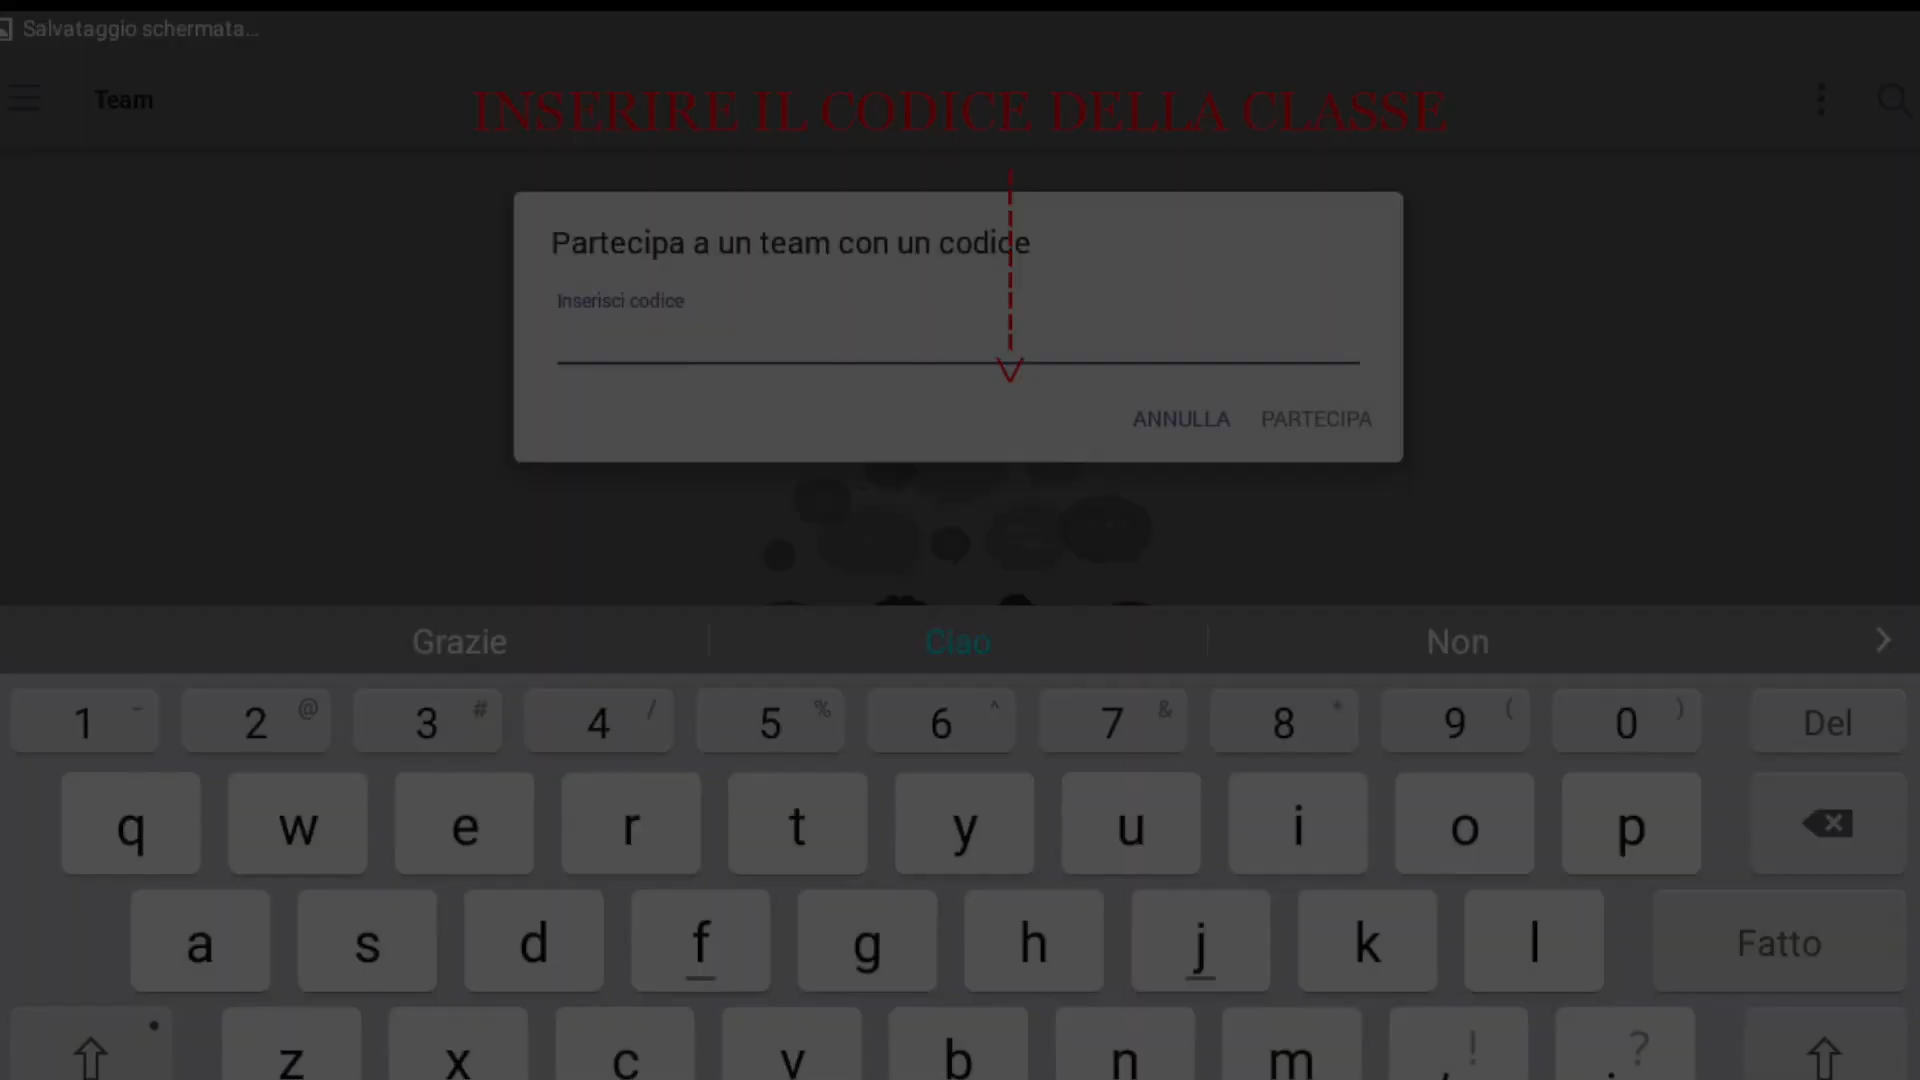 Salvataggio schermata...
Team
INSERIRE IL CODICE DELLA CLASSE
Partecipa a un team con un codice
Inserisci codice
ANNULLA PARTECIPA
Grazie Ciao Non
1 - 2 @ 3 # 4 / 5 % 6 ^ 7 & 8 * 9 ( 0 ) Del
q w e r t y u i o p
a s d f g h j k l Fatto
z x c v b n m , ! . ?